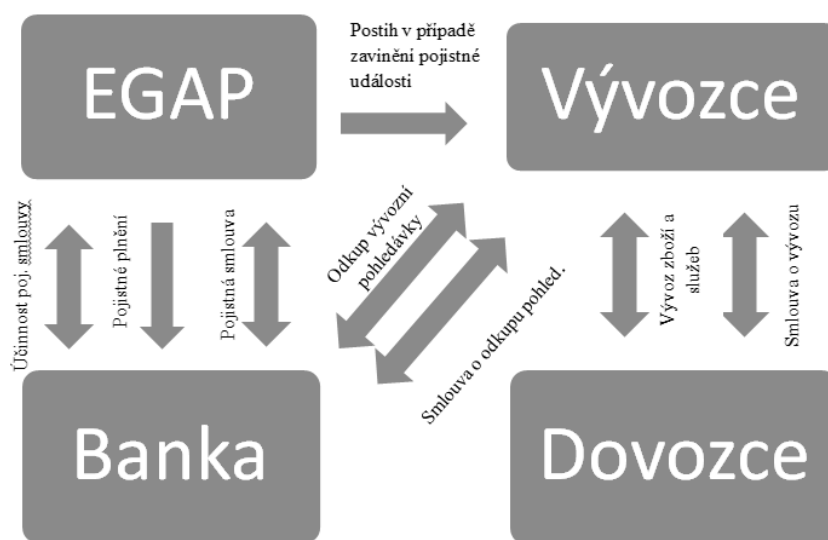 Postih v případě
zavinění pojistné
události
EGAP
Vývozce
Účinnost poj. smlouvy
Pojistné plnění
Pojistná smlouva
Odkup vývozní
pohledávky
Smlouva o odkupu pohled.
Vývoz zboží a
služeb
Smlouva o vývozu
Banka
Dovozce